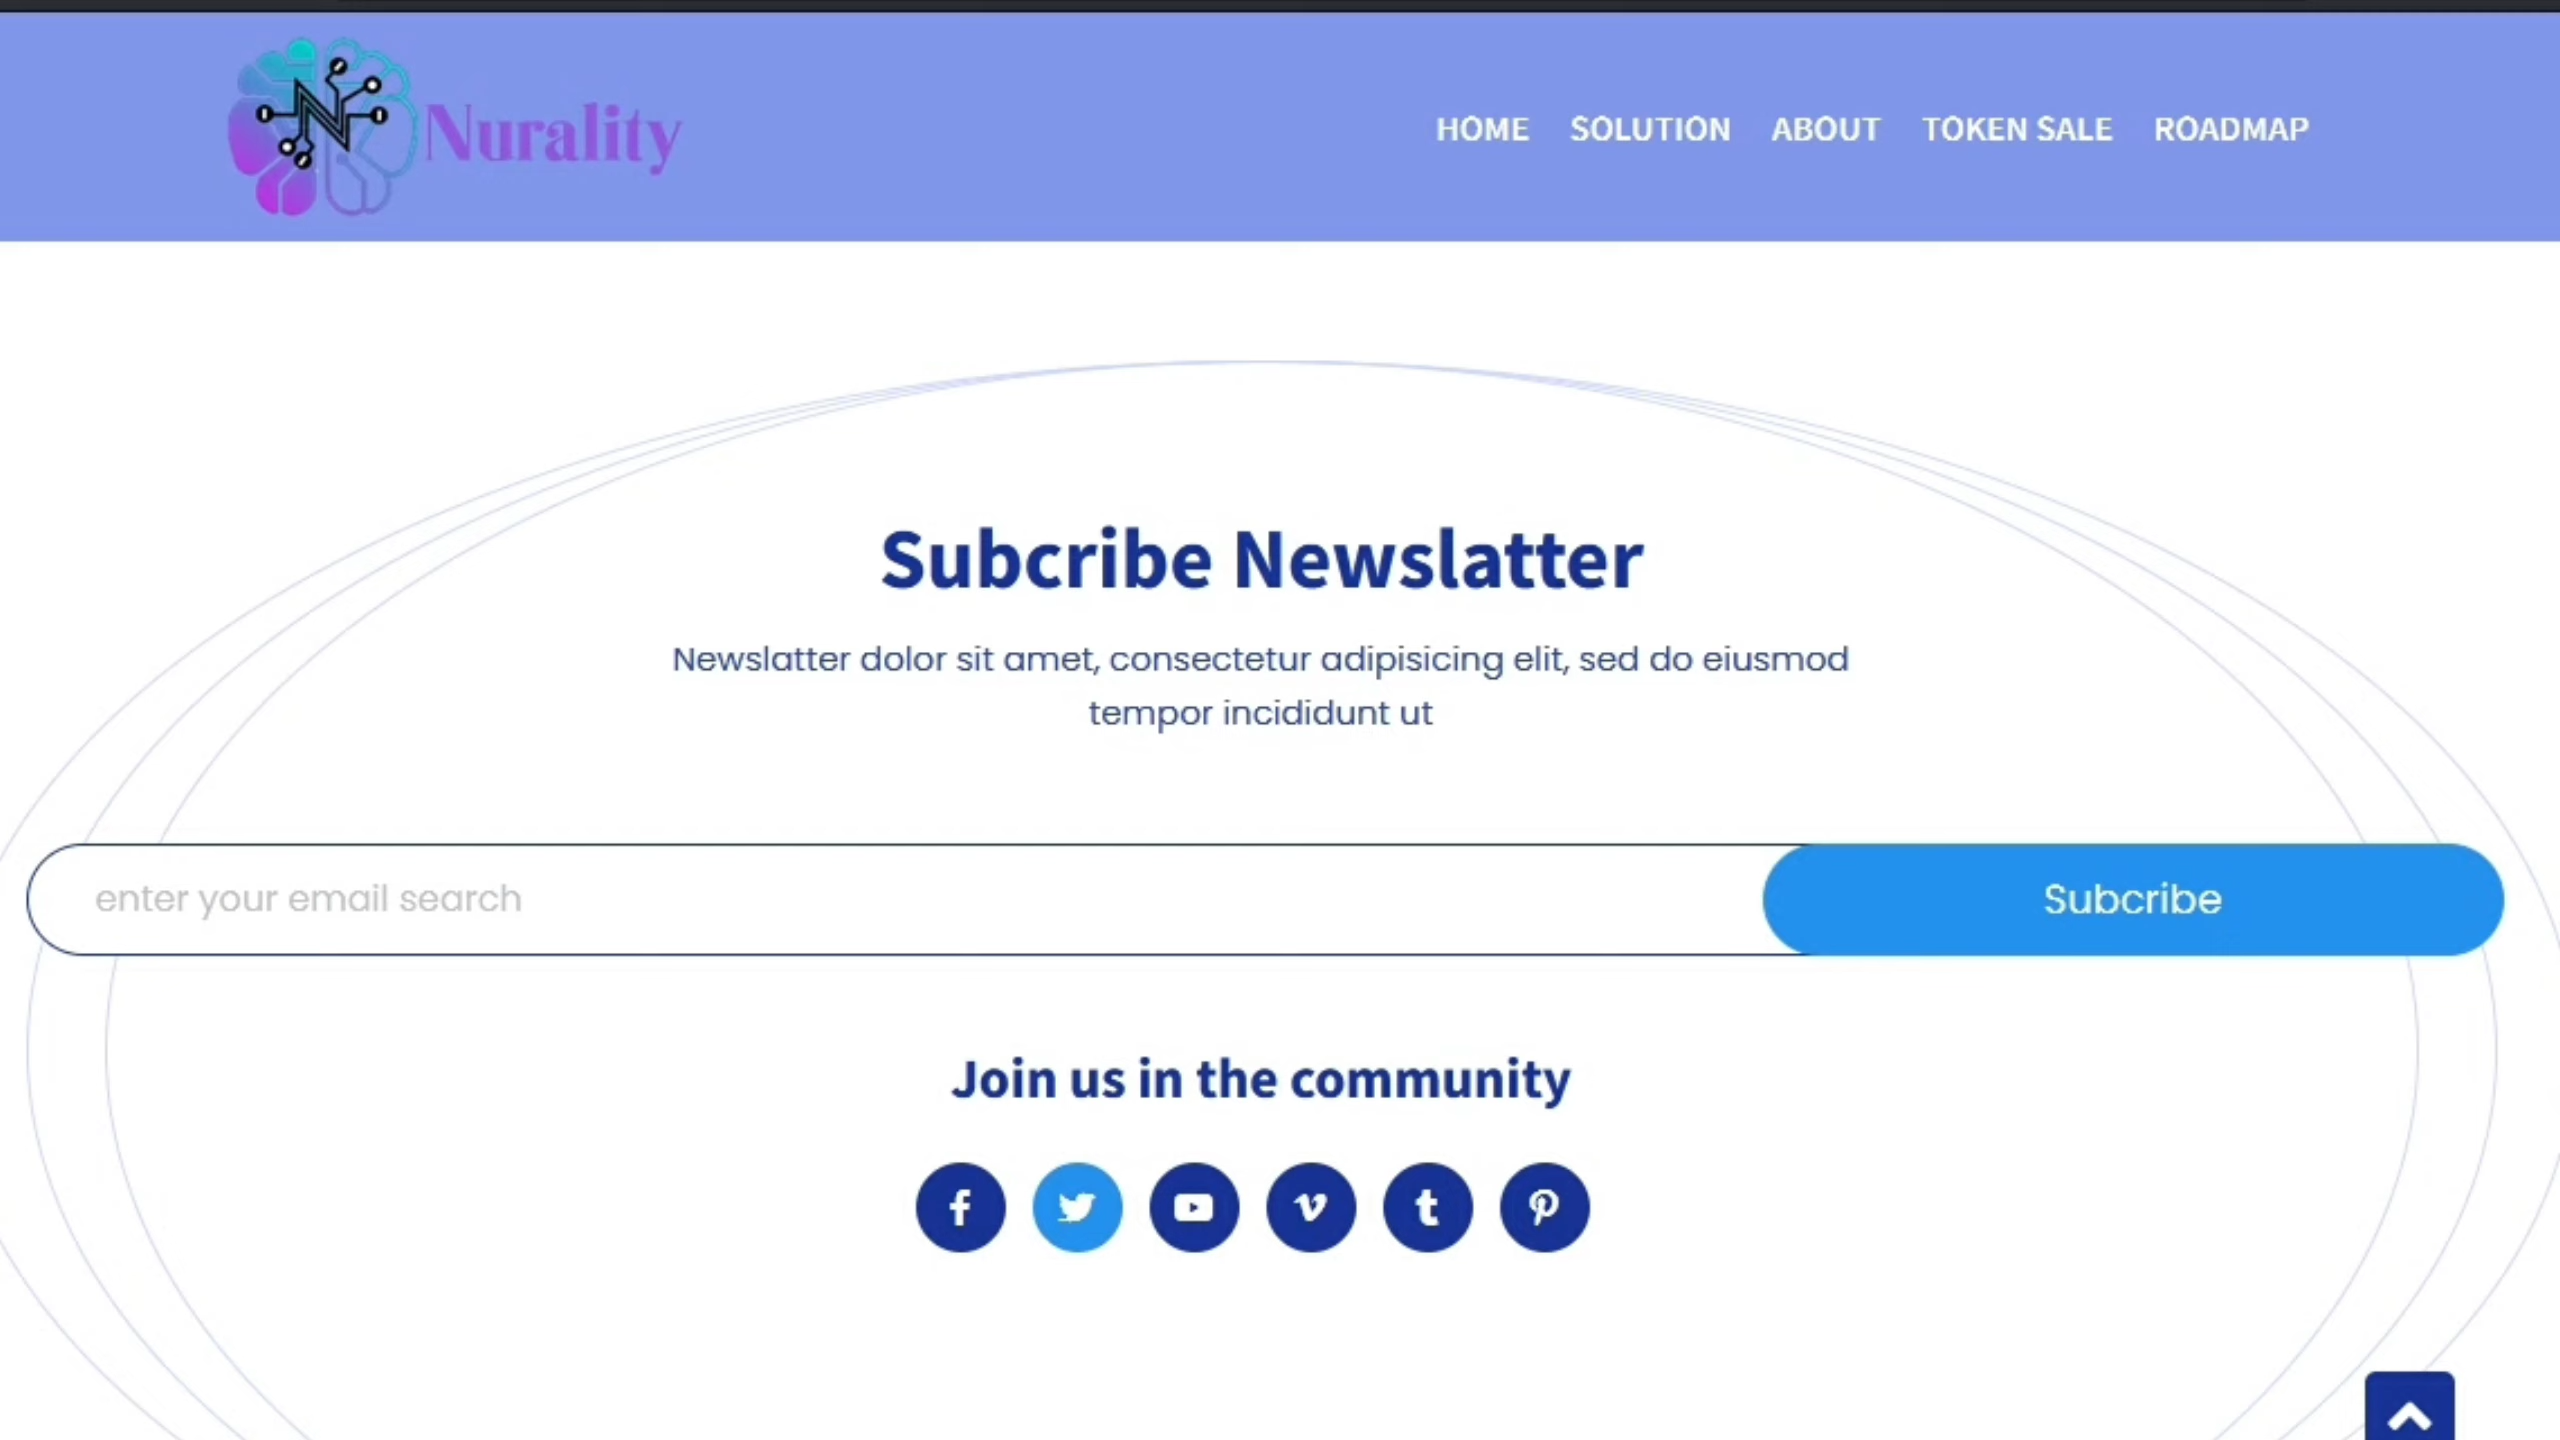 Nurality
HOME SOLUTION ABOUT TOKEN SALE ROADMAP
Subcribe Newslatter
Newslatter dolor sit amet, consectetur adipisicing elit, sed do eiusmod
tempor incididunt ut
enter your email search
Subcribe
Join us in the community